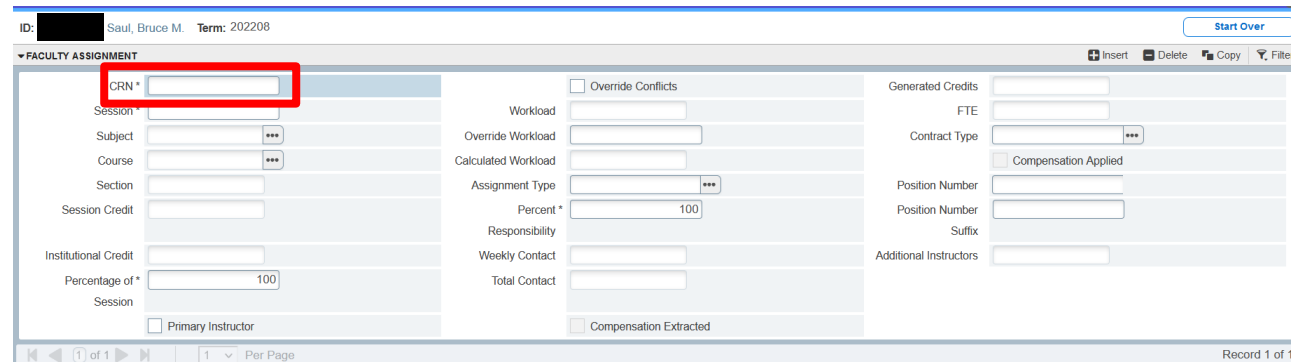 ID: Saul, Bruce M. Term: 202208 Start Over
FACULTY ASSIGNMENT Insert Delete Copy Filte
CRN * Override Conflicts Generated Credits
Session * Workload FTE
Subject Override Workload Contract Type
Course Calculated Workload Compensation Applied
Section Assignment Type Position Number
Session Credit Percent * 100 Position Number
Responsibility Suffix
Institutional Credit Weekly Contact Additional Instructors
Percentage of * 100 Total Contact
Session
Primary Instructor Compensation Extracted
1 of 1 1 Per Page Record 1 of 1